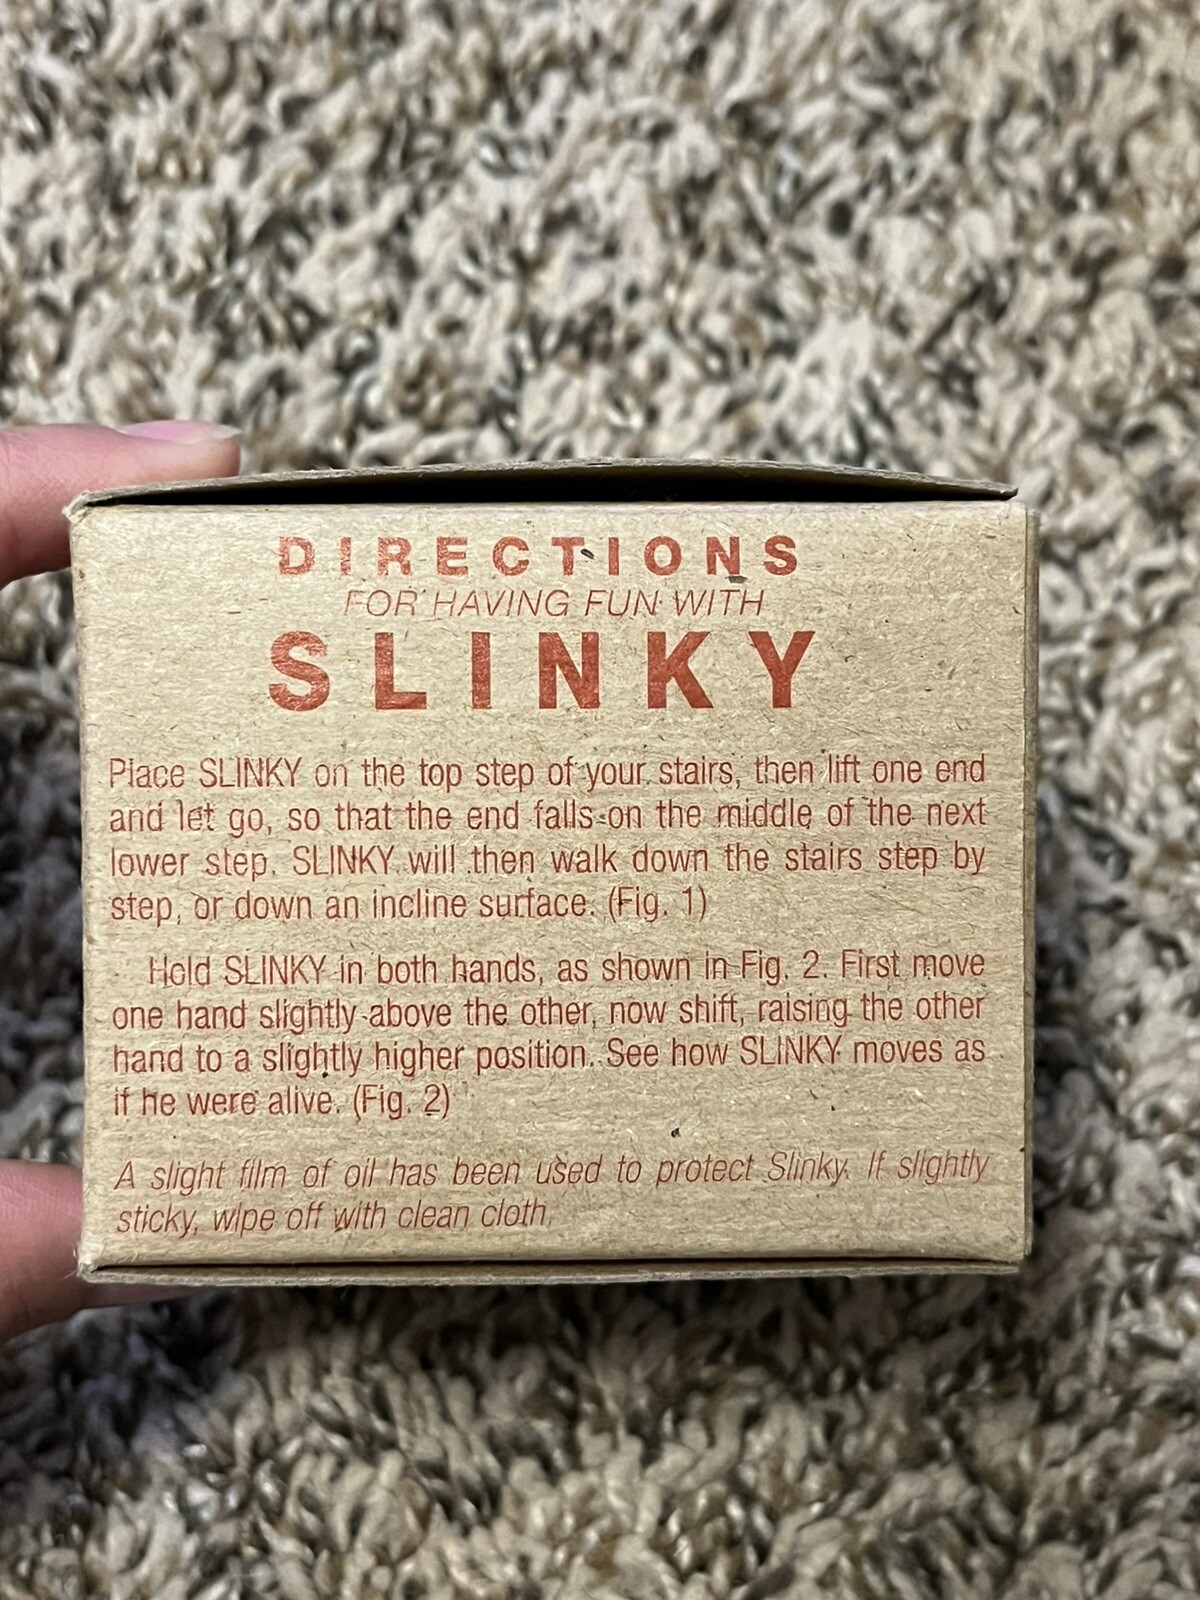 DIRECTIONS
FOR HAVING FUN WITH
SLINKY
Place SLINKY on the top step of your stairs, then lift one end
and let go, so that the end falls on the middle of the next
lower step. SLINKY will then walk down the stairs step by
step, or down an incline surface. (Fig. 1)
Hold SLINKY in both hands, as shown in Fig. 2. First move
one hand slightly above the other, now shift, raising the other
hand to a slightly higher position. See how SLINKY moves as
if he were alive. (Fig. 2)
A slight film of oil has been used to protect Slinky. If slightly
sticky, wipe off with clean cloth.